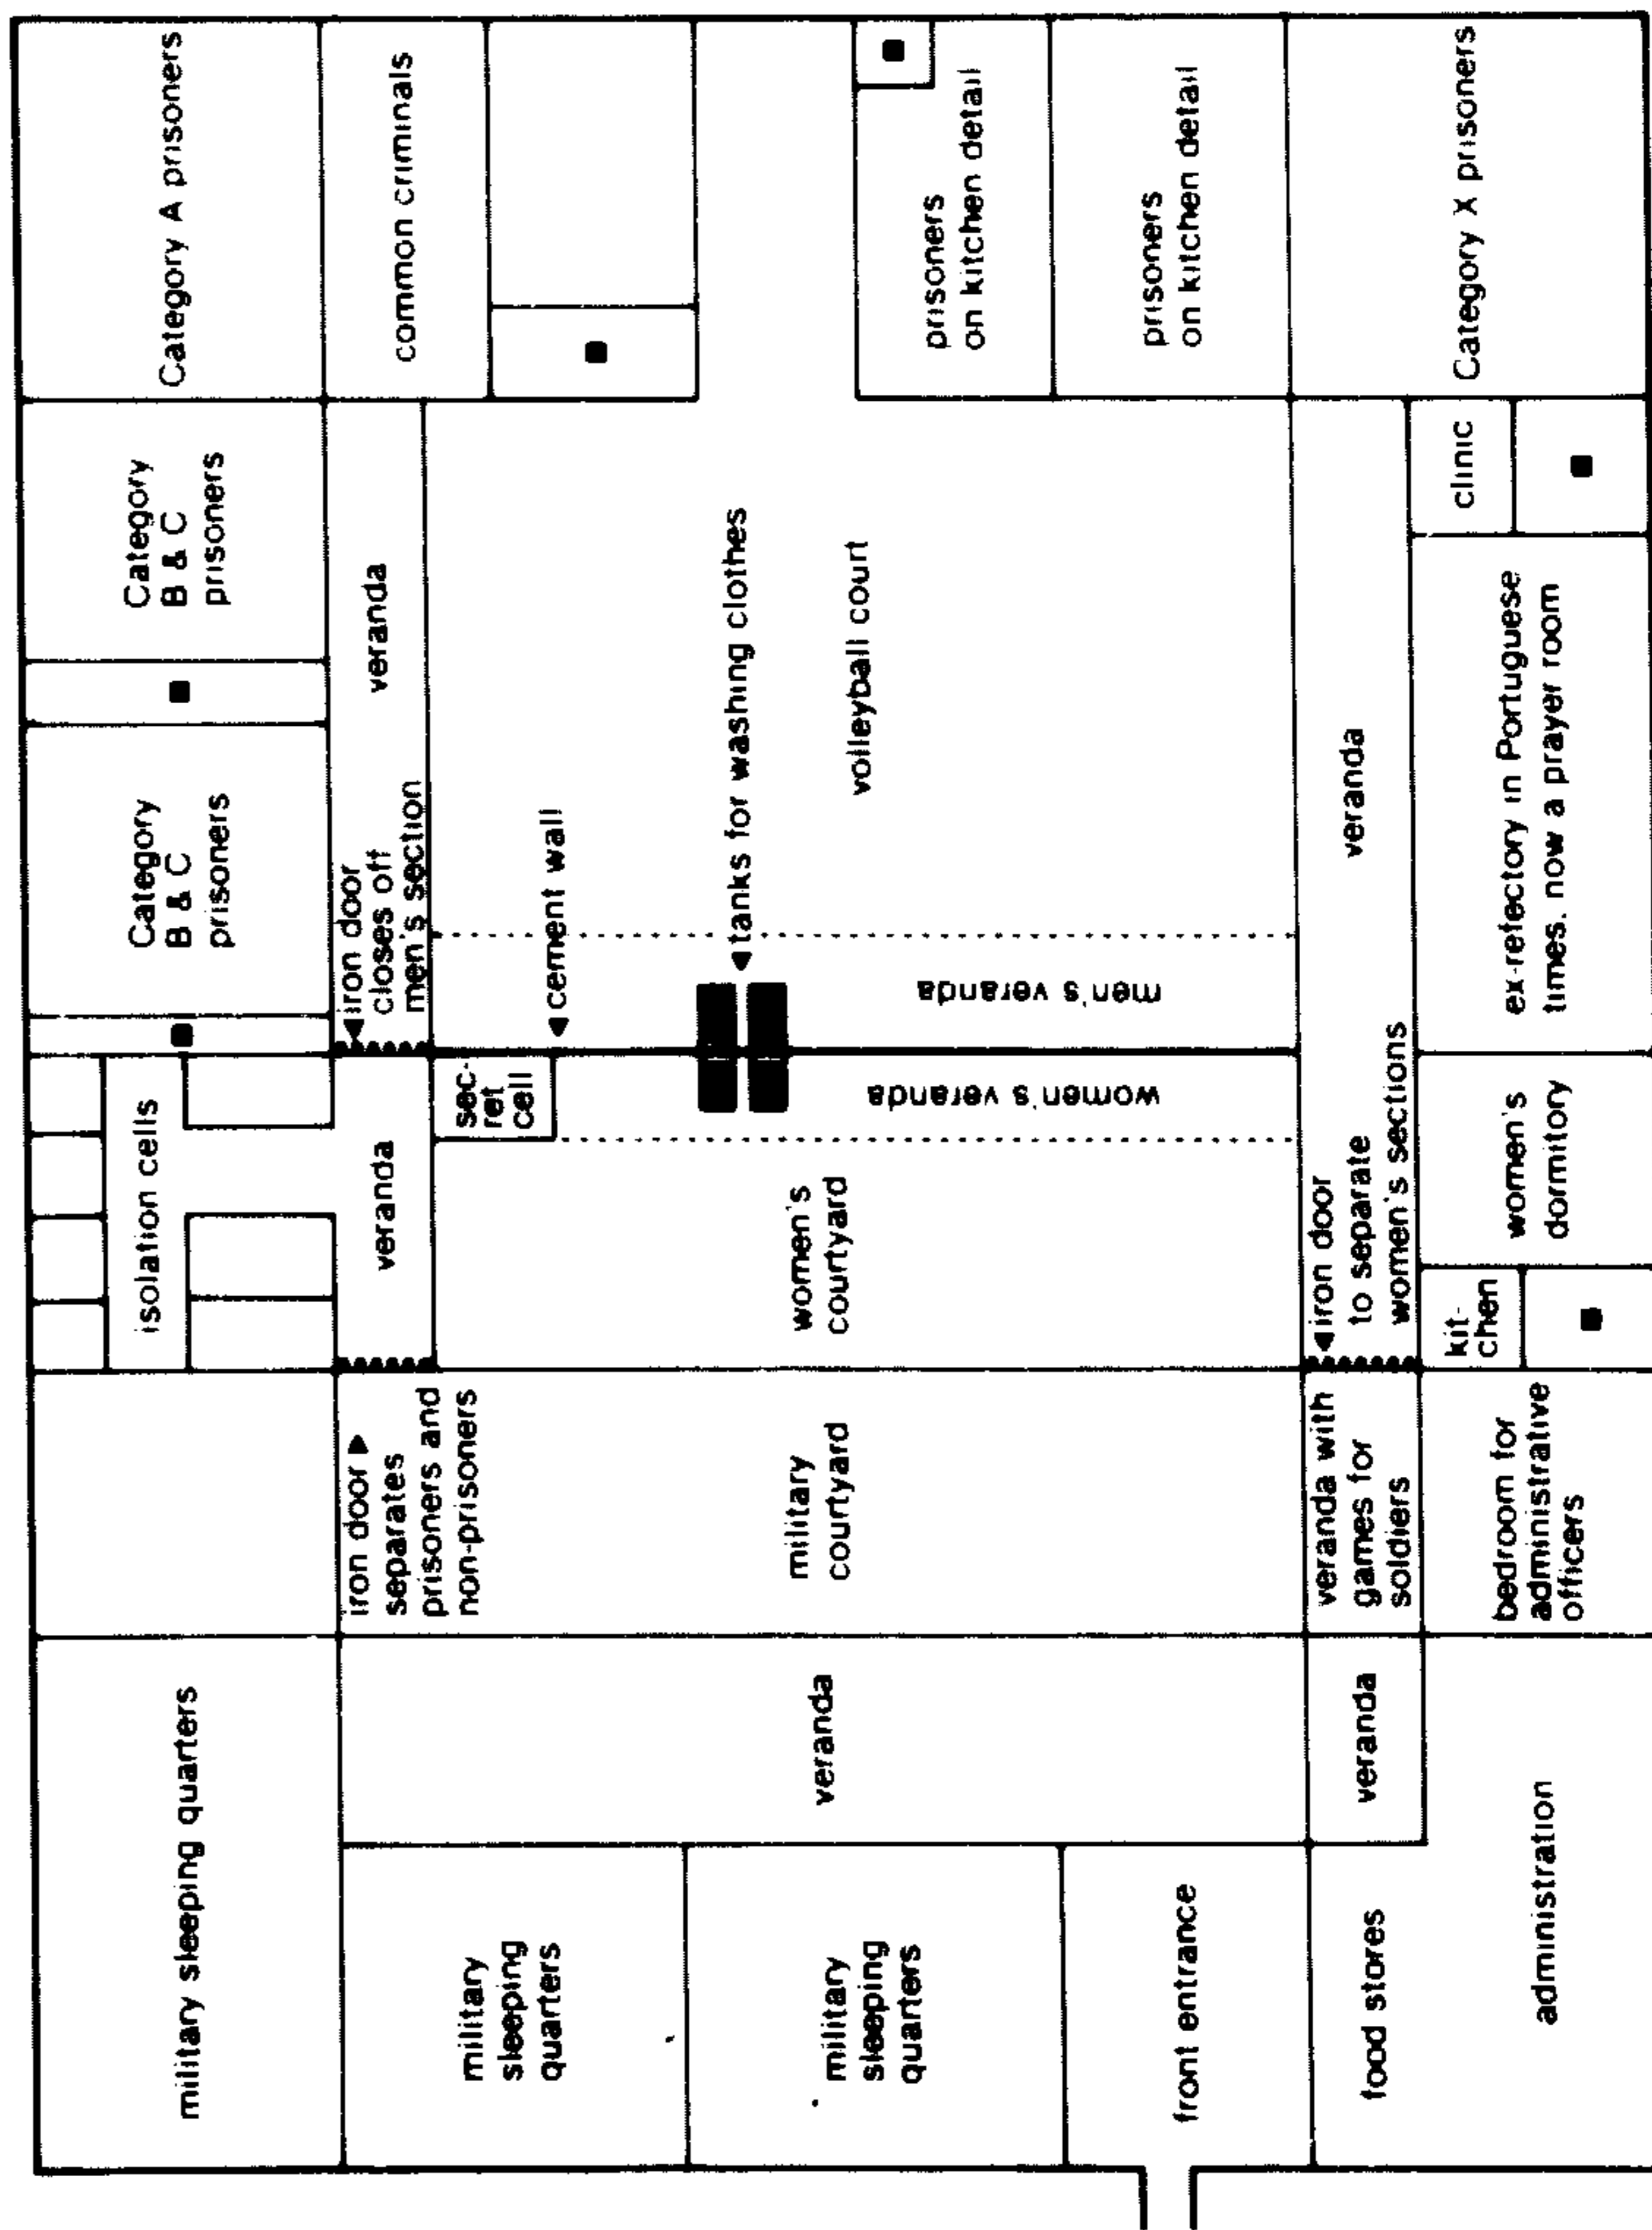 Category A prisoners
common criminals
prisoners
on kitchen detail
prisoners
on kitchen detail
Category X prisoners
Category
B & C
prisoners
veranda
clinic
Category
B & C
prisoners
iron door
closes off
men's section
cement wall
tanks for washing clothes
volleyball court
men's veranda
veranda
ex-refectory in Portuguese
times. now a prayer room
isolation cells
veranda
sec-
ret
cell
women's veranda
women's
courtyard
iron door
to separate
women's sections
women's
dormitory
kit-
chen
iron door
separates
prisoners and
non-prisoners
military
courtyard
veranda with
games for
soldiers
bedroom for
administrative
officers
military sleeping quarters
veranda
veranda
military
sleeping
quarters
military
sleeping
quarters
front entrance
food stores
administration